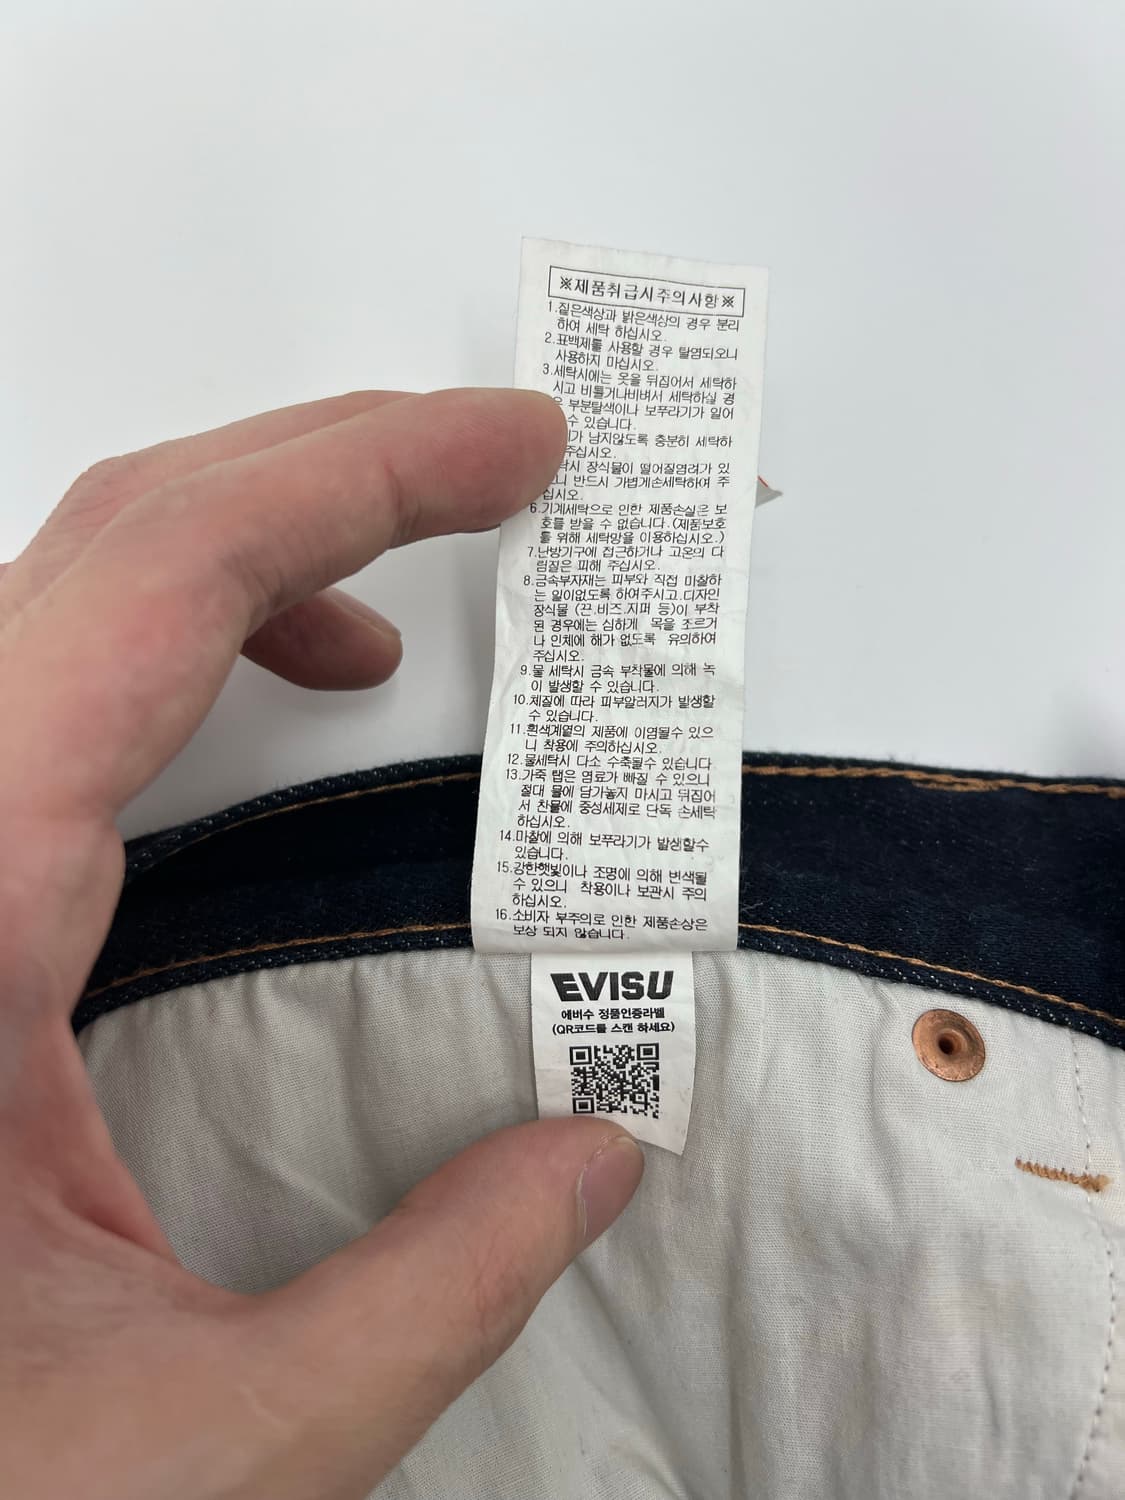 ※제품취급시주의사항※
1.짙은색상과 밝은색상의 경우 분리
하여 세탁 하십시오.
2.표백제를 사용할 경우 탈염되오니
사용하지 마십시오.
3.세탁시에는 옷을 뒤집어서 세탁하
시고 비틀거나비벼서 세탁하실 경
은 부분탈색이나 보푸라기가 일어
수 있습니다.
가 남지않도록 충분히 세탁하
주십시오.
탁시 장식물이 떨어질염려가 있
니 반드시 가볍게손세탁하여 주
십시오.
6.기계세탁으로 인한 제품손실은 보
호를 받을 수 없습니다.(제품보호
를 위해 세탁망을 이용하십시오.)
7.난방기구에 접근하거나 고온의 다
림질은 피해 주십시오.
8.금속부자재는 피부와 직접 마찰하
는 일이없도록 하여주시고.디자인
장식물 (끈.비즈.지퍼 등)이 부착
된 경우에는 심하게 목을 조르거
나 인체에 해가 없도록 유의하여
주십시오.
9.물 세탁시 금속 부착물에 의해 녹
이 발생할 수 있습니다.
10.체질에 따라 피부알러지가 발생할
수 있습니다.
11.흰색계열의 제품에 이염될수 있으
니 착용에 주의하십시오.
12.물세탁시 다소 수축될수 있습니다
13.가죽 랩은 염료가 빠질 수 있으니
절대 물에 담가놓지 마시고 뒤집어
서 찬물에 중성세제로 단독 손세탁
하십시오.
14.마찰에 의해 보푸라기가 발생할수
있습니다.
15.강한햇빛이나 조명에 의해 변색될
수 있으니 착용이나 보관시 주의
하십시오.
16.소비자 부주의로 인한 제품손상은
보상 되지 않습니다.
EVISU
에비수 정품인증라벨
(QR코드를 스캔 하세요)